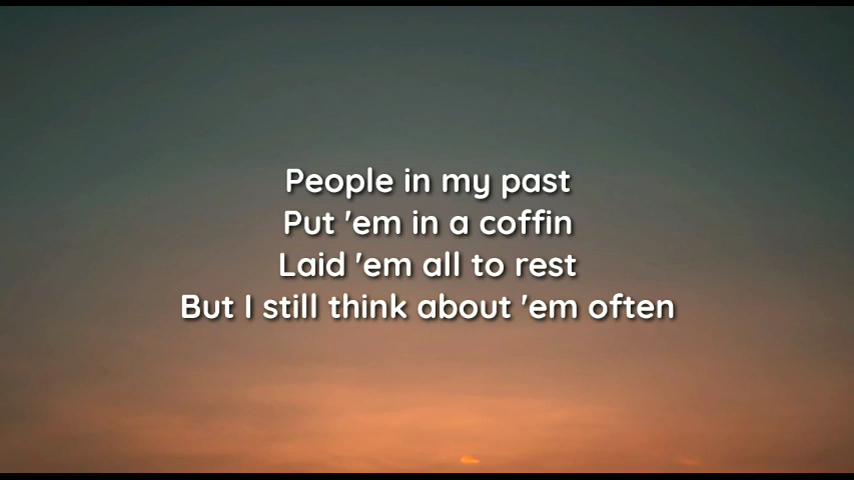 People in my past
Put 'em in a coffin
Laid 'em all to rest
But I still think about 'em often